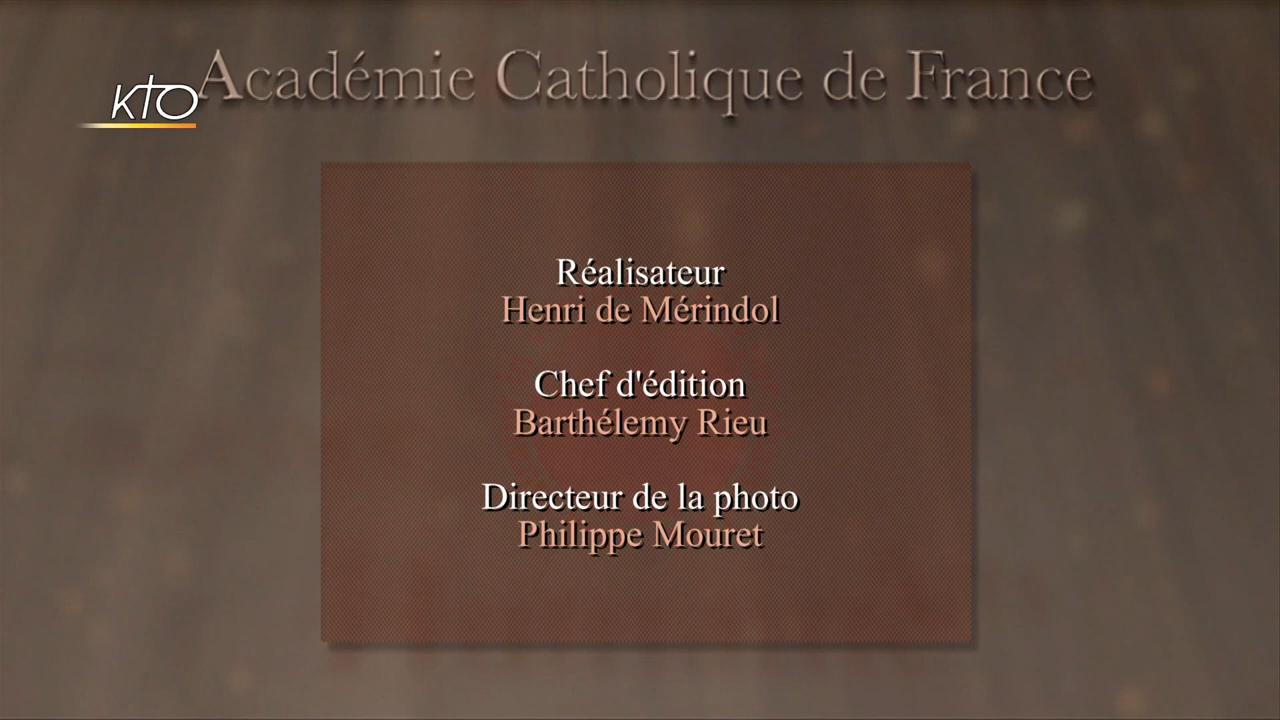 Académie Catholique de France
KTO
Réalisateur
Henri de Mérindol
Chef d'édition
Barthélemy Rieu
Directeur de la photo
Philippe Mouret